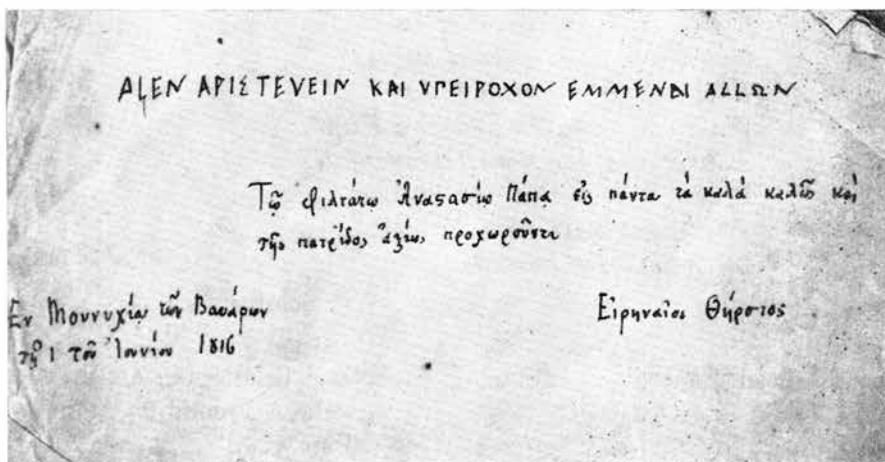 ΑΙΕΝ ΑΡΙΣΤΕΥΕΙΝ ΚΑΙ ΥΠΕΙΡΟΧΟΝ ΕΜΜΕΝΑΙ ΑΛΛΩΝ
Τῷ φιλτάτῳ Ἀναϛασίῳ Πάπᾳ εἰς πάντα τὰ καλὰ καλῶς καὶ
τῆς πατρίδος ἀξίως προχωροῦντι
Ἐν Μουνυχίᾳ τῶν Βαυάρων
τῇ 1 τοῦ Ἰουνίου 1816
Εἰρηναῖος Θήρσιος